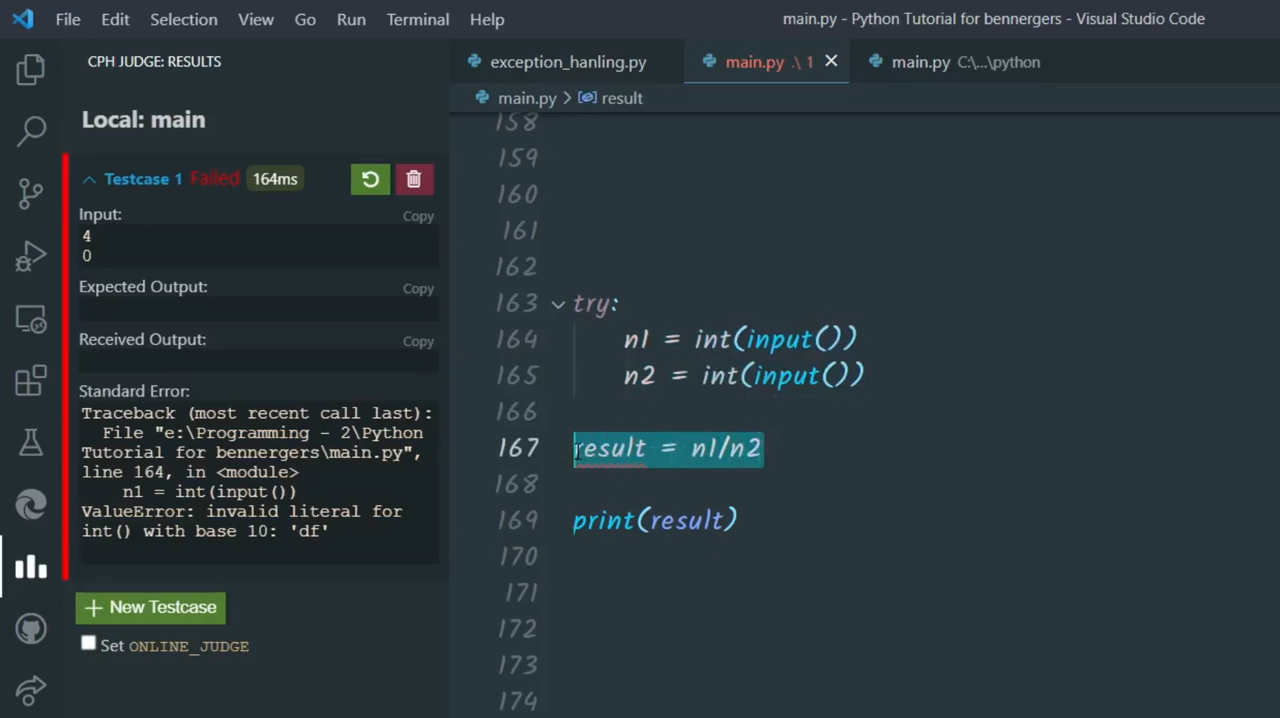 File Edit Selection View Go Run Terminal Help
main.py - Python Tutorial for bennergers - Visual Studio Code
CPH JUDGE: RESULTS
Local: main
Testcase 1 Failed 164ms
Input:
Copy
4
0
Expected Output:
Copy
Received Output:
Copy
Standard Error:
Traceback (most recent call last):
File "e:\Programming - 2\Python
Tutorial for bennergers\main.py",
line 164, in <module>
n1 = int(input())
ValueError: invalid literal for
int() with base 10: 'df'
+ New Testcase
Set ONLINE_JUDGE
exception_hanling.py
main.py .\ 1
main.py C:\...\python
main.py > result
158
159
160
161
162
163 try:
164 n1 = int(input())
165 n2 = int(input())
166
167 result = n1/n2
168
169 print(result)
170
171
172
173
174